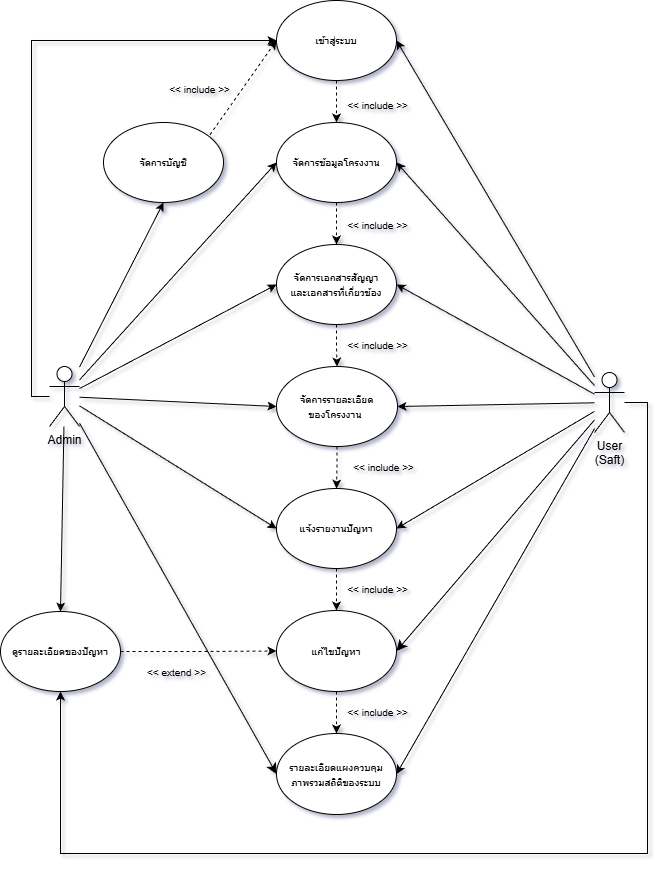 เข้าสู่ระบบ
<< include >>
<< include >>
จัดการบัญชี
จัดการข้อมูลโครงงาน
<< include >>
จัดการเอกสารสัญญา
และเอกสารที่เกี่ยวข้อง
<< include >>
จัดการรายละเอียด
ของโครงงาน
Admin
User
(Saft)
<< include >>
แจ้งรายงานปัญหา
<< include >>
ดูรายละเอียดของปัญหา
แก้ไขปัญหา
<< extend >>
<< include >>
รายละเอียดแผงควบคุม
ภาพรวมสถิติของระบบ